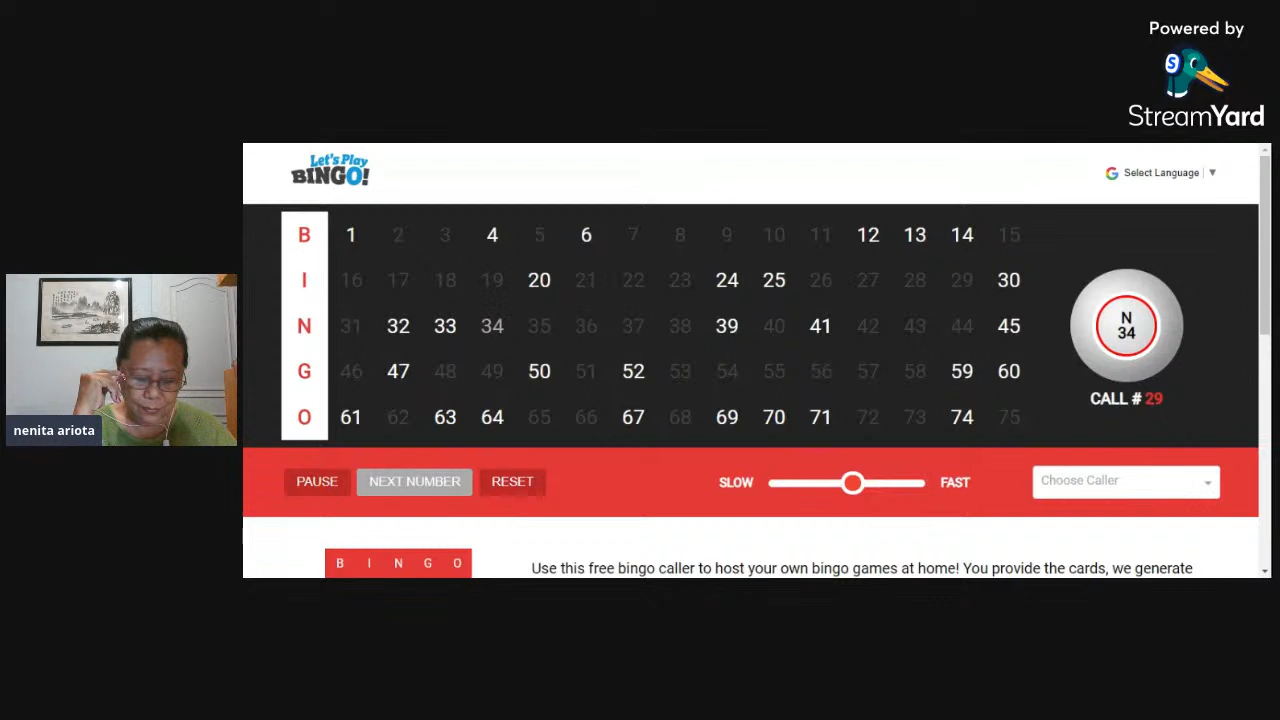 Powered by
StreamYard
Let's Play
BINGO!
Select Language
B 1 2 3 4 5 6 7 8 9 10 11 12 13 14 15
I 16 17 18 19 20 21 22 23 24 25 26 27 28 29 30
N 31 32 33 34 35 36 37 38 39 40 41 42 43 44 45
G 46 47 48 49 50 51 52 53 54 55 56 57 58 59 60
O 61 62 63 64 65 66 67 68 69 70 71 72 73 74 75
N
34
CALL # 29
nenita ariota
PAUSE NEXT NUMBER RESET SLOW FAST Choose Caller
B I N G O
Use this free bingo caller to host your own bingo games at home! You provide the cards, we generate